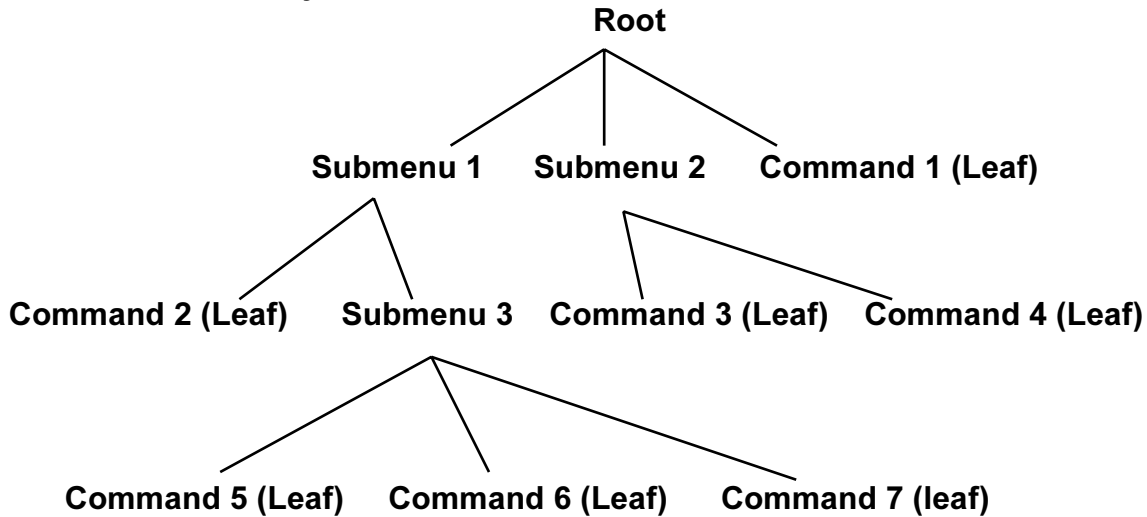 Root
Submenu 1 Submenu 2 Command 1 (Leaf)
Command 2 (Leaf) Submenu 3 Command 3 (Leaf) Command 4 (Leaf)
Command 5 (Leaf) Command 6 (Leaf) Command 7 (leaf)